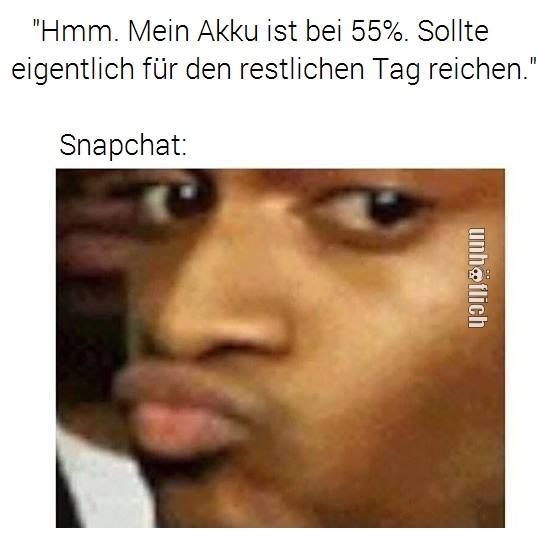 "Hmm. Mein Akku ist bei 55%. Sollte
eigentlich für den restlichen Tag reichen."
Snapchat:
unhöflich